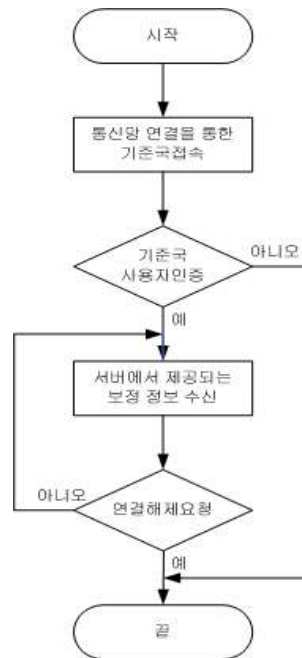 시작
통신망 연결을 통한
기준국접속
기준국
사용자인증
아니오
예
서버에서 제공되는
보정 정보 수신
아니오
연결해제요청
예
끝